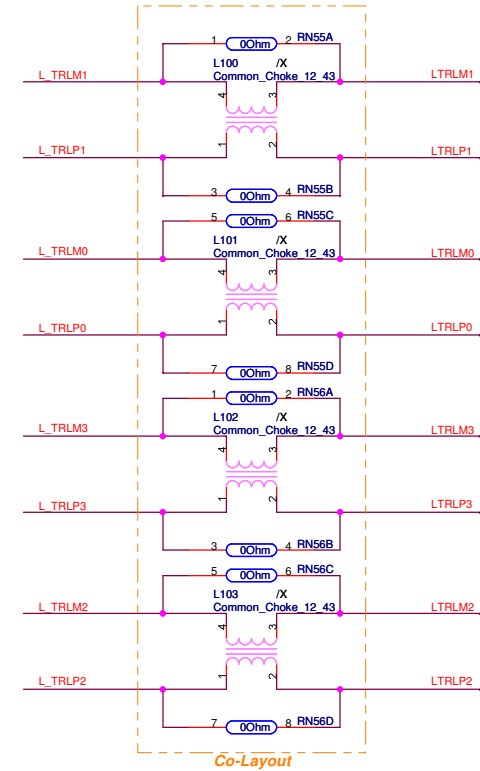 1 0Ohm 2 RN55A
L100 /X
L_TRLM1 Common_Choke_12_43 LTRLM1
4 3
1 2
L_TRLP1 LTRLP1
3 0Ohm 4 RN55B
5 0Ohm 6 RN55C
L101 /X
L_TRLM0 Common_Choke_12_43 LTRLM0
4 3
1 2
L_TRLP0 LTRLP0
7 0Ohm 8 RN55D
1 0Ohm 2 RN56A
L102 /X
L_TRLM3 Common_Choke_12_43 LTRLM3
4 3
1 2
L_TRLP3 LTRLP3
3 0Ohm 4 RN56B
5 0Ohm 6 RN56C
L103 /X
L_TRLM2 Common_Choke_12_43 LTRLM2
4 3
1 2
L_TRLP2 LTRLP2
7 0Ohm 8 RN56D
Co-Layout